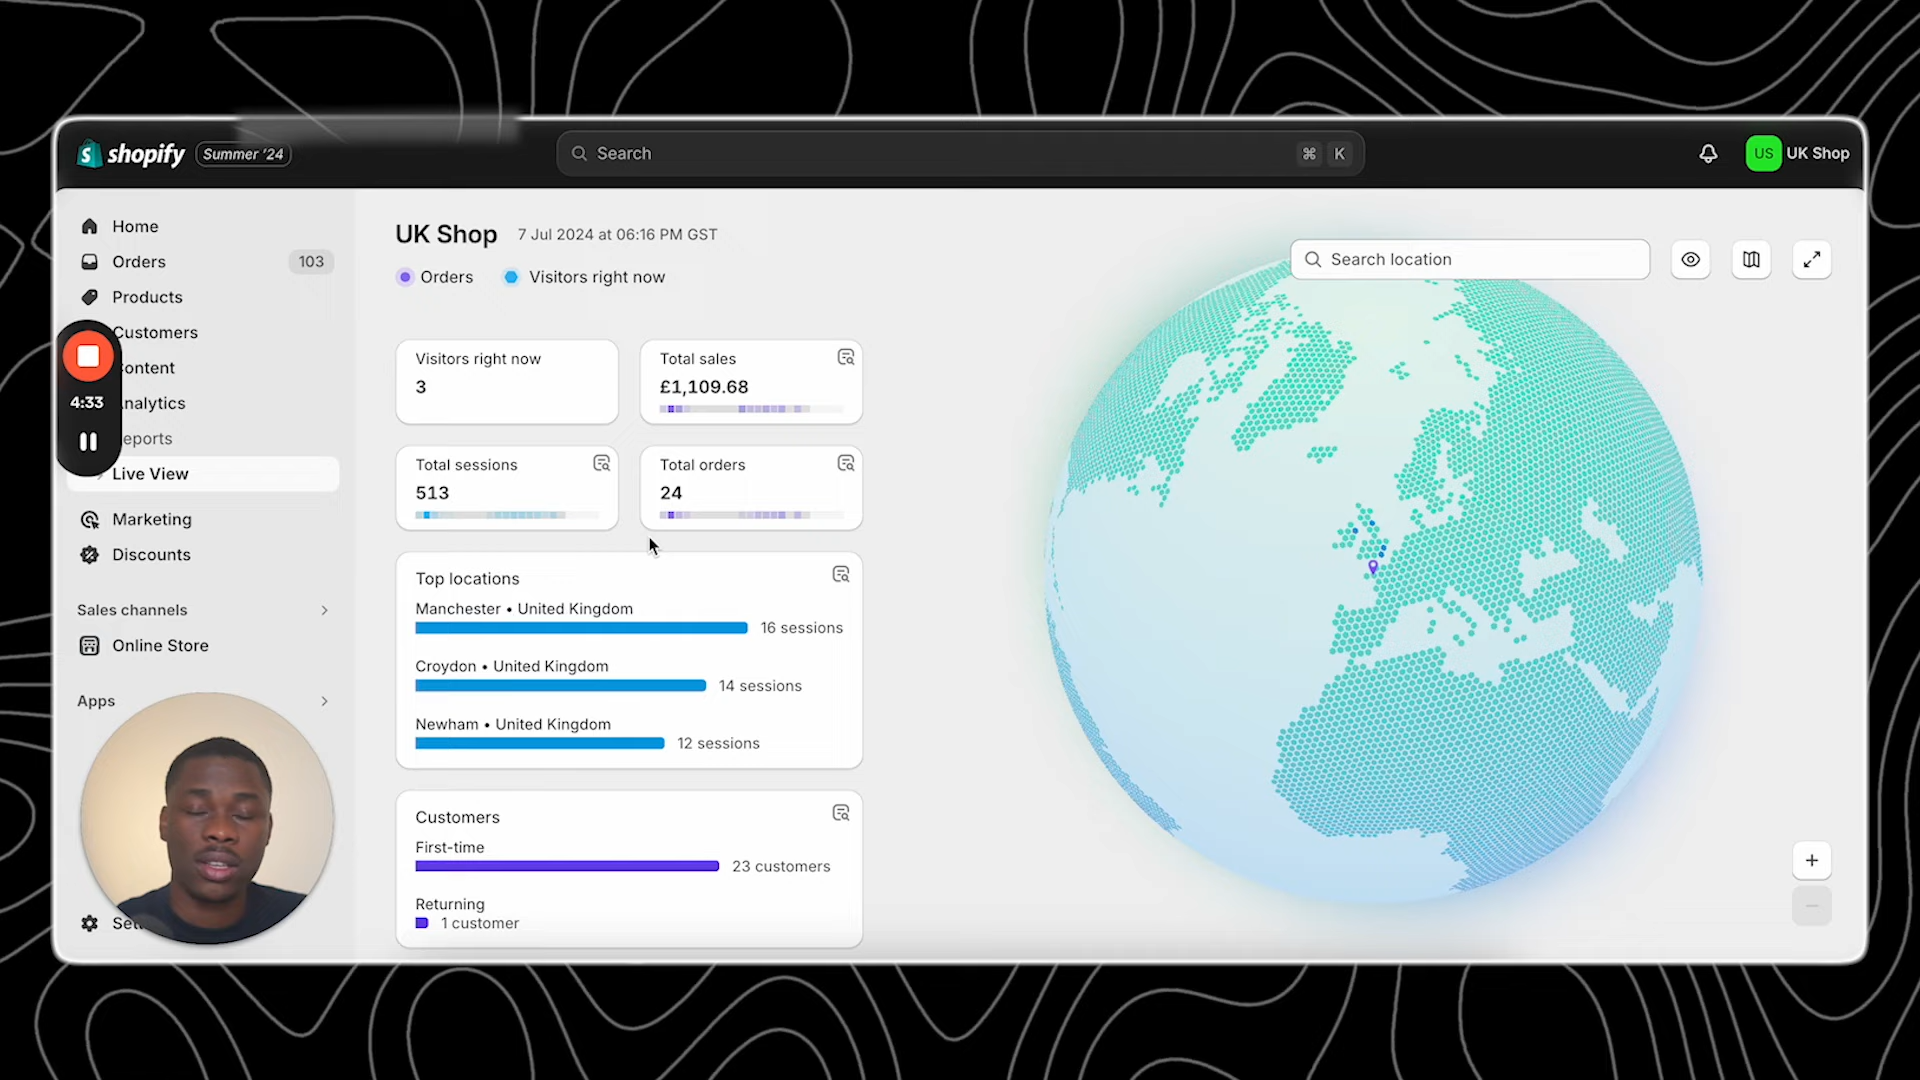 shopify Summer '24
Search
⌘ K
US UK Shop
Home
Orders 103
Products
Customers
ontent
nalytics
eports
Live View
4:33
Marketing
Discounts
Sales channels
Online Store
Apps
UK Shop 7 Jul 2024 at 06:16 PM GST
Orders Visitors right now
Search location
Visitors right now
3
Total sales
£1,109.68
Total sessions
513
Total orders
24
Top locations
Manchester • United Kingdom
16 sessions
Croydon • United Kingdom
14 sessions
Newham • United Kingdom
12 sessions
Customers
First-time
23 customers
Returning
1 customer